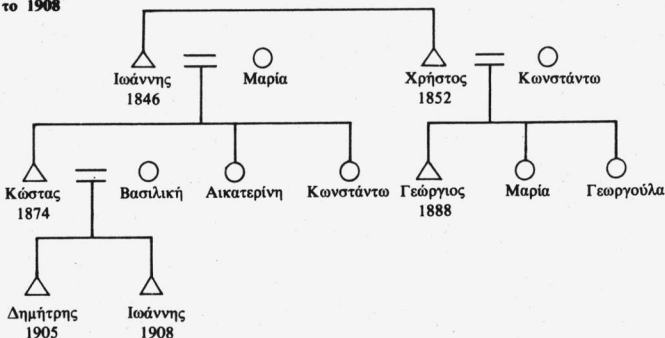 το 1908
Ιωάννης Μαρία Χρήστος Κωνστάντω
1846 1852
Κώστας Βασιλική Αικατερίνη Κωνστάντω Γεώργιος Μαρία Γεωργούλα
1874 1888
Δημήτρης Ιωάννης
1905 1908